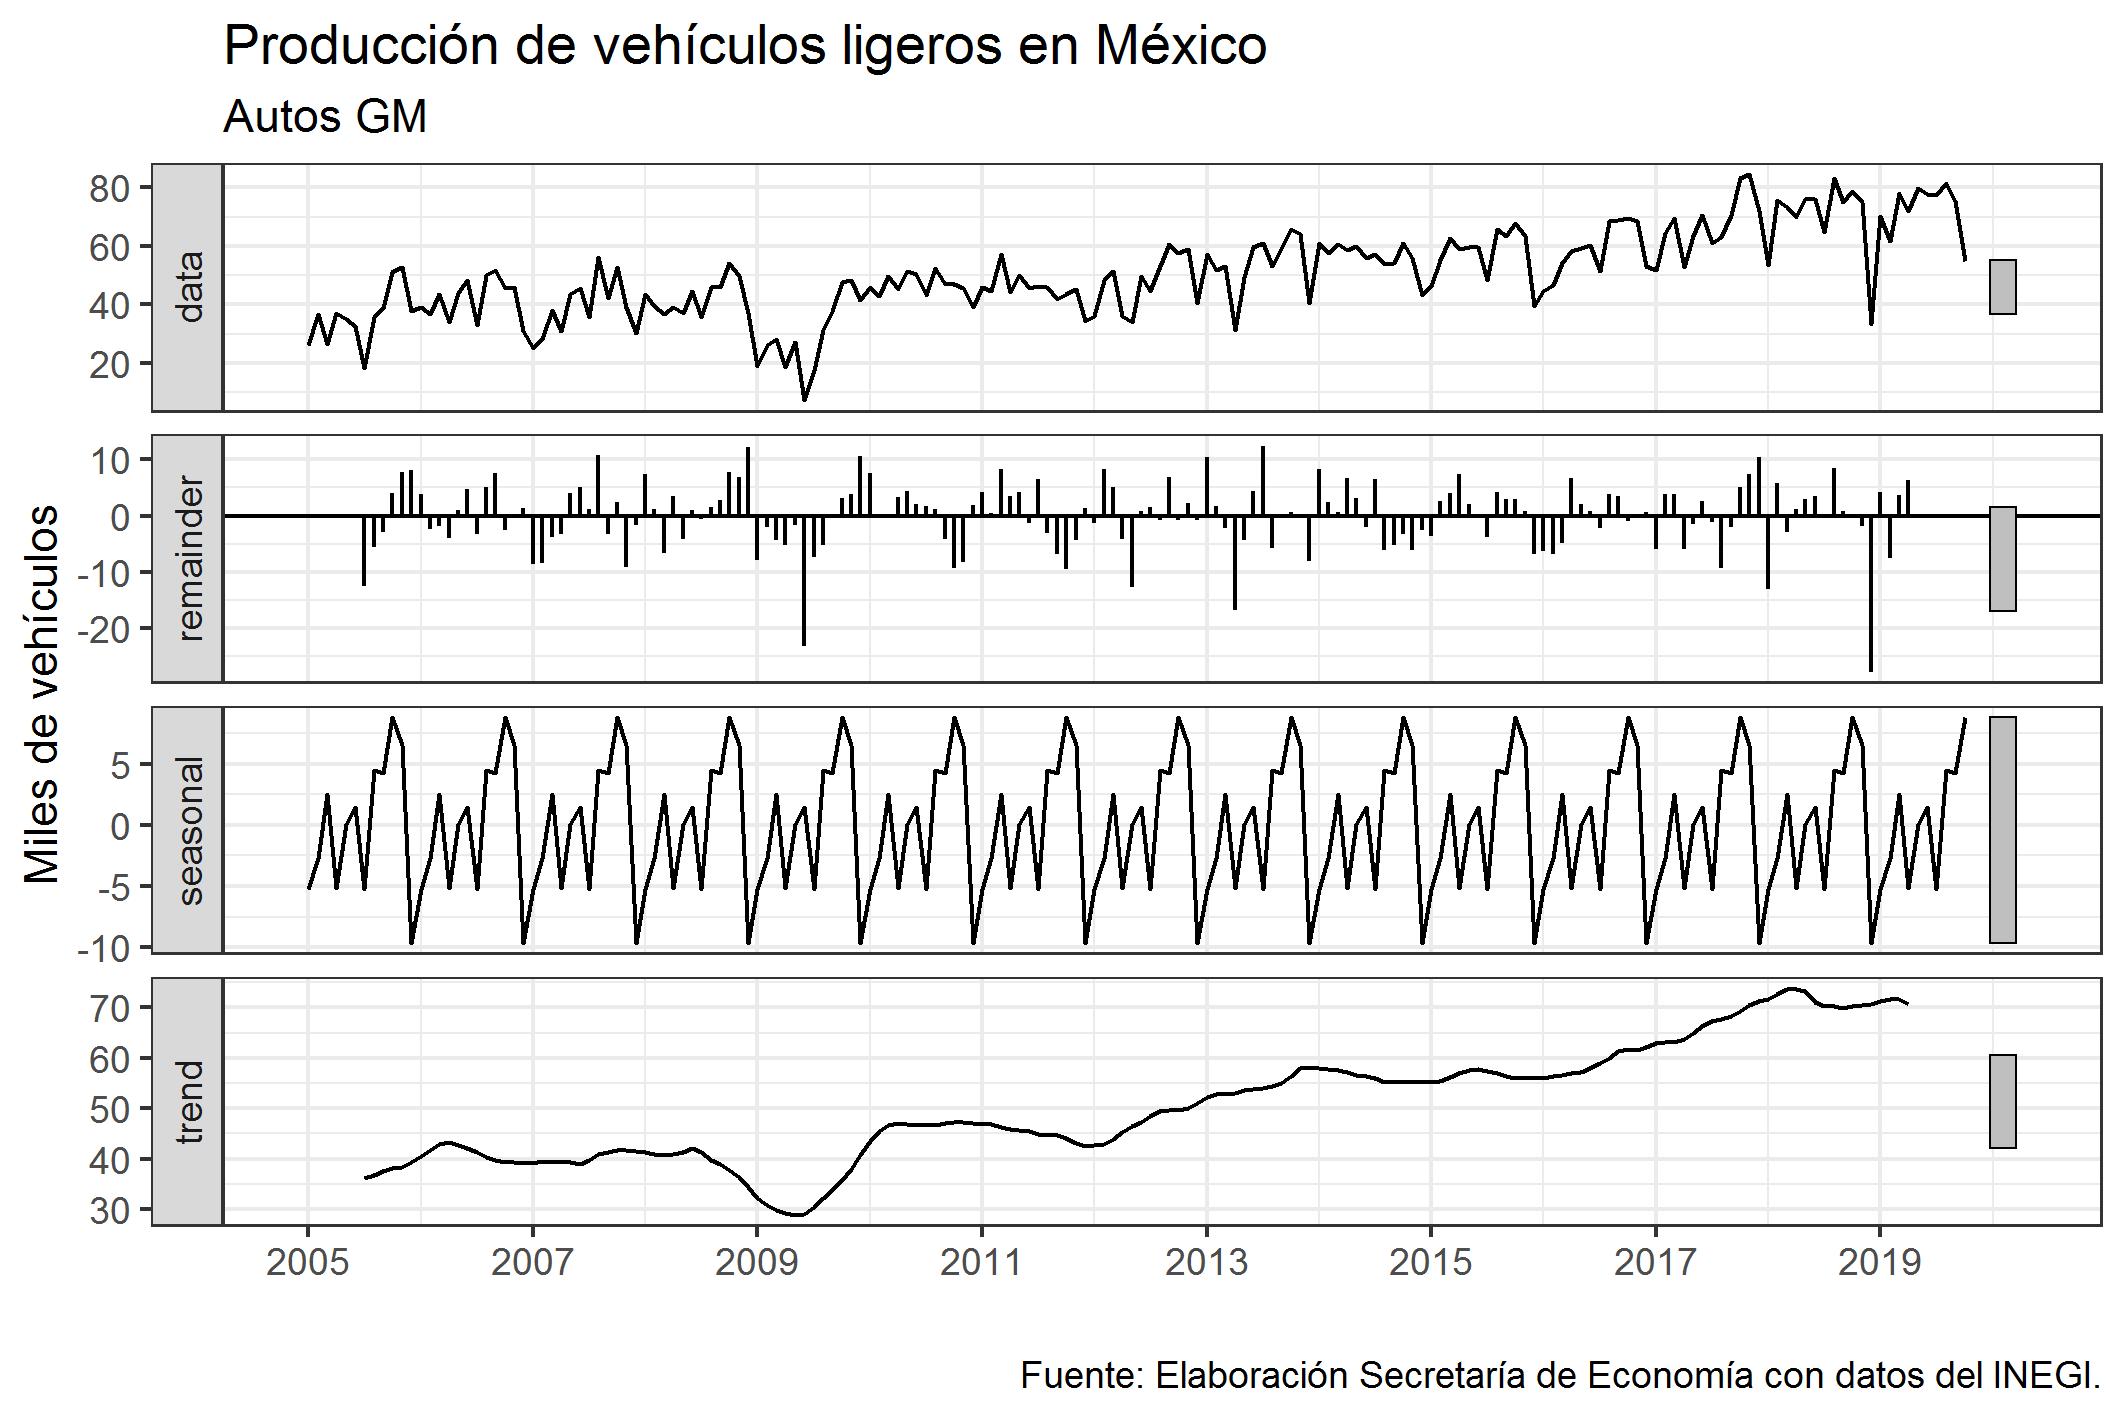 Producción de vehículos ligeros en México
Autos GM
Miles de vehículos
data
80
60
40
20
remainder
10
0
-10
-20
seasonal
5
0
-5
-10
trend
70
60
50
40
30
2005 2007 2009 2011 2013 2015 2017 2019
Fuente: Elaboración Secretaría de Economía con datos del INEGI.